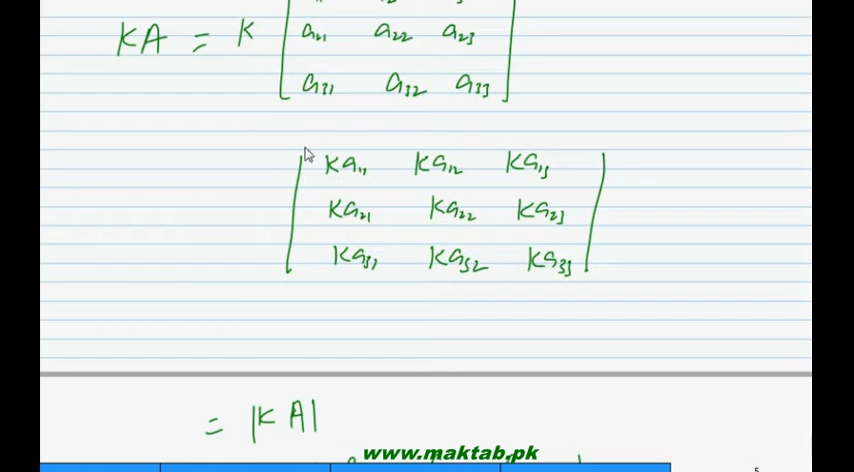 KA = K
a21 a22 a23
a31 a32 a33
Ka11 Ka12 Ka13
Ka21 Ka22 Ka23
Ka31 Ka32 Ka33
= |KA|
www.maktab.pk
5